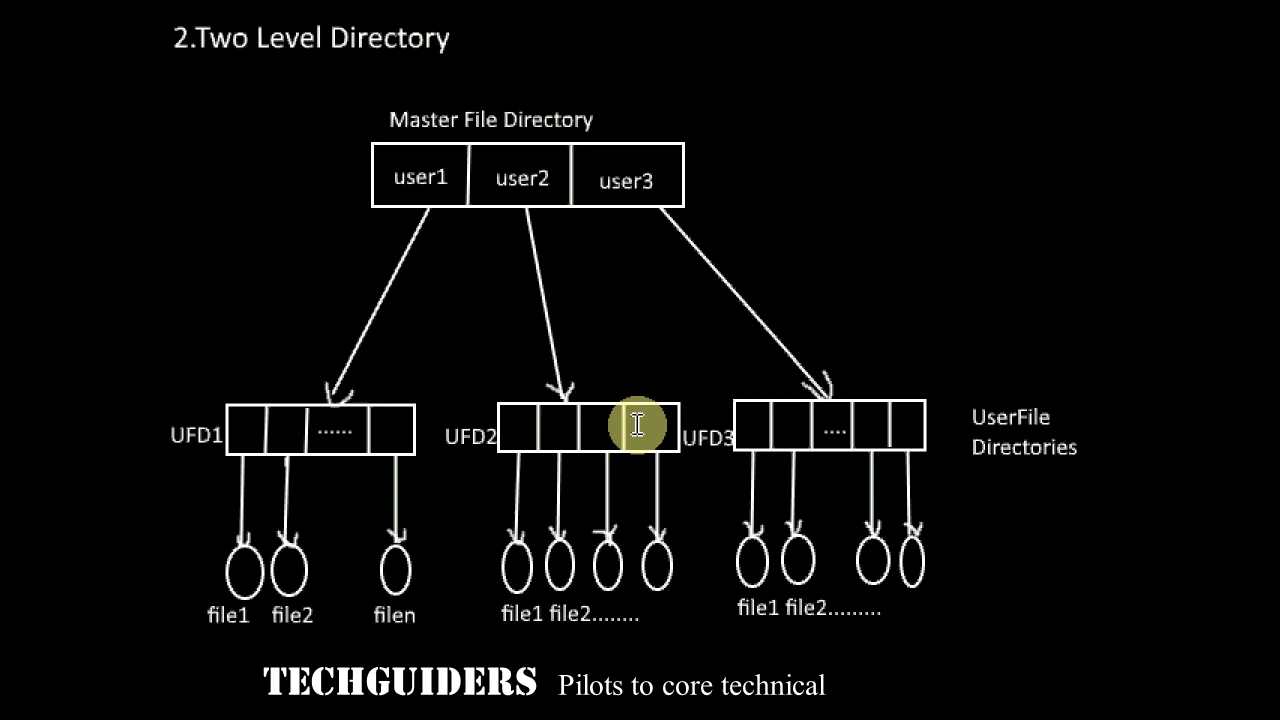 2.Two Level Directory
Master File Directory
user1 user2 user3
UFD1 ...... UFD2 UFD3 .... UserFile
Directories
file1 file2 filen file1 file2........ file1 file2.........
TECHGUIDERS Pilots to core technical